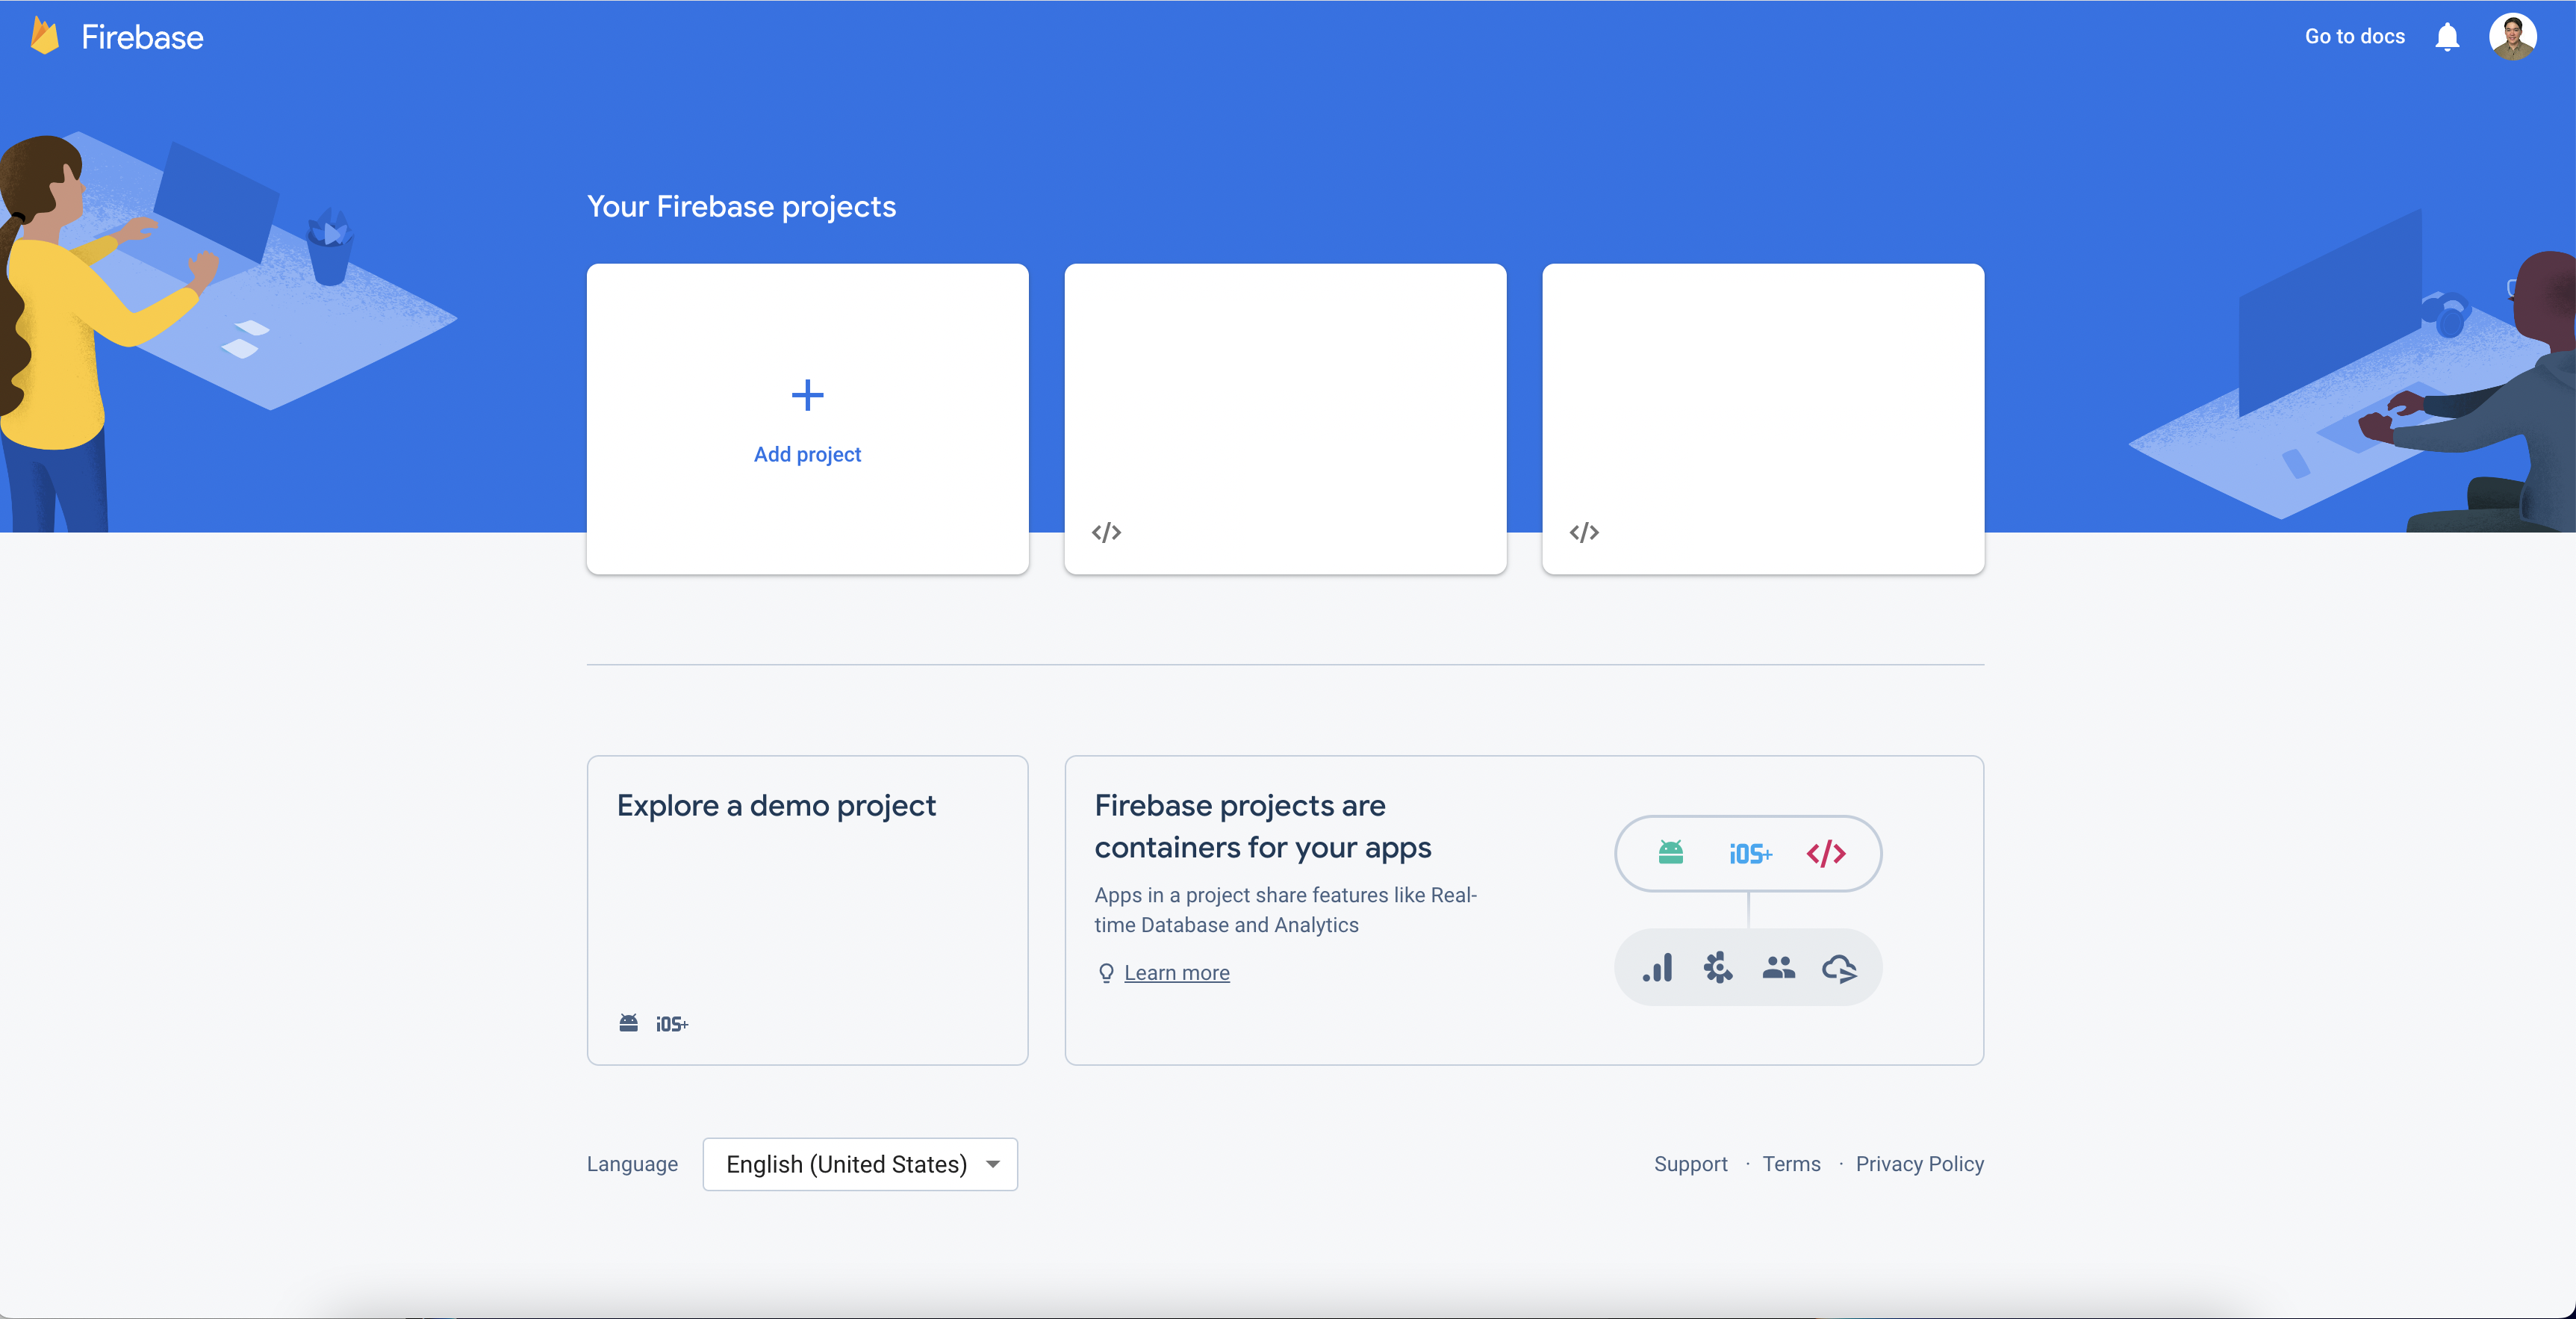 Firebase
Go to docs
Your Firebase projects
Add project
</>
</>
Explore a demo project
iOS+
Firebase projects are
containers for your apps
Apps in a project share features like Real-
time Database and Analytics
Learn more
iOS+
</>
Language
English (United States)
Support · Terms · Privacy Policy